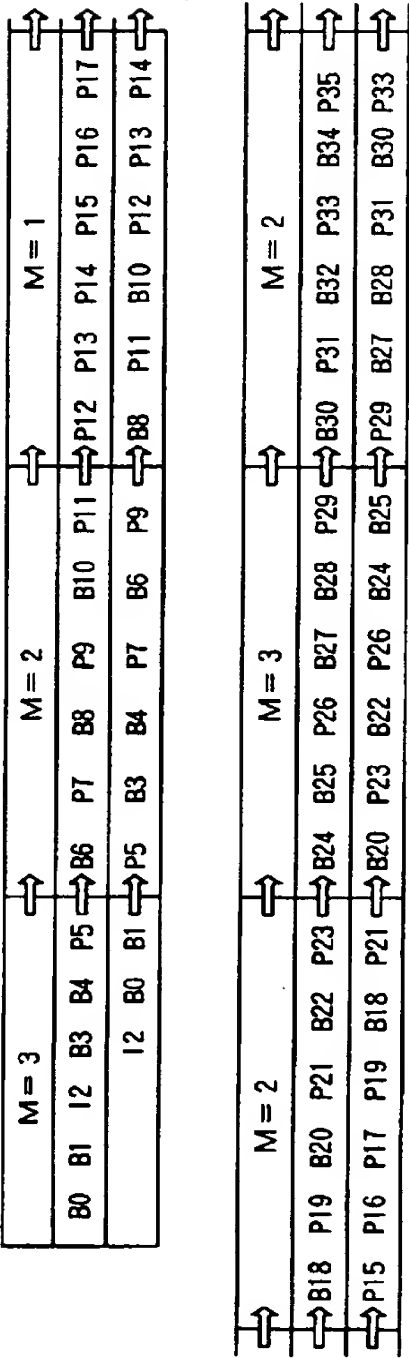 M = 3 M = 2 M = 1
B0 B1 I2 B3 B4 P5 B6 P7 B8 P9 B10 P11 P12 P13 P14 P15 P16 P17
I2 B0 B1 P5 B3 B4 P7 B6 P9 B8 P11 B10 P12 P13 P14
M = 2 M = 3 M = 2
B18 P19 B20 P21 B22 P23 B24 B25 P26 B27 B28 P29 B30 P31 B32 P33 B34 P35
P15 P16 P17 P19 B18 P21 B20 P23 B22 P26 B24 B25 P29 B27 B28 P31 B30 P33